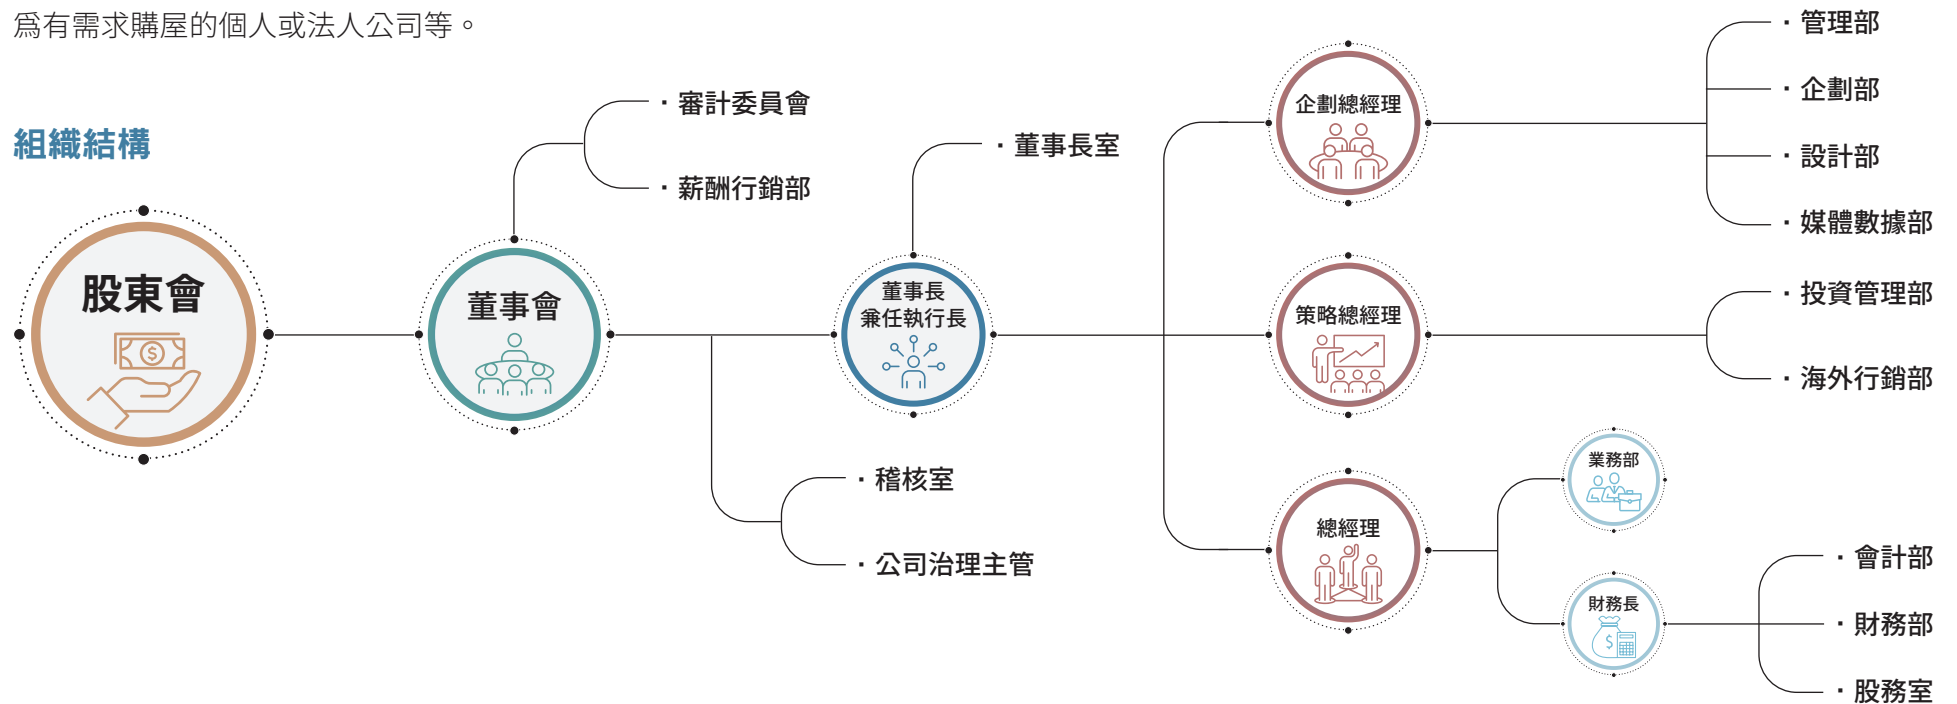 爲有需求購屋的個人或法人公司等。
組織結構
股東會
董事會
・審計委員會
・薪酬行銷部
董事長
兼任執行長
・董事長室
・稽核室
・公司治理主管
企劃總經理
・管理部
・企劃部
・設計部
・媒體數據部
策略總經理
・投資管理部
・海外行銷部
總經理
業務部
財務長
・會計部
・財務部
・股務室